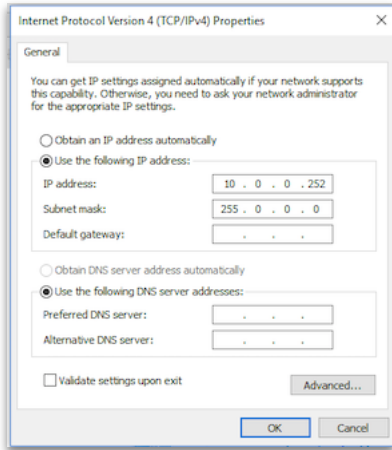 Internet Protocol Version 4 (TCP/IPv4) Properties
General
You can get IP settings assigned automatically if your network supports
this capability. Otherwise, you need to ask your network administrator
for the appropriate IP settings.
Obtain an IP address automatically
Use the following IP address:
IP address: 10 . 0 . 0 . 252
Subnet mask: 255 . 0 . 0 . 0
Default gateway: . . .
Obtain DNS server address automatically
Use the following DNS server addresses:
Preferred DNS server: . . .
Alternative DNS server: . . .
Validate settings upon exit
Advanced...
OK Cancel